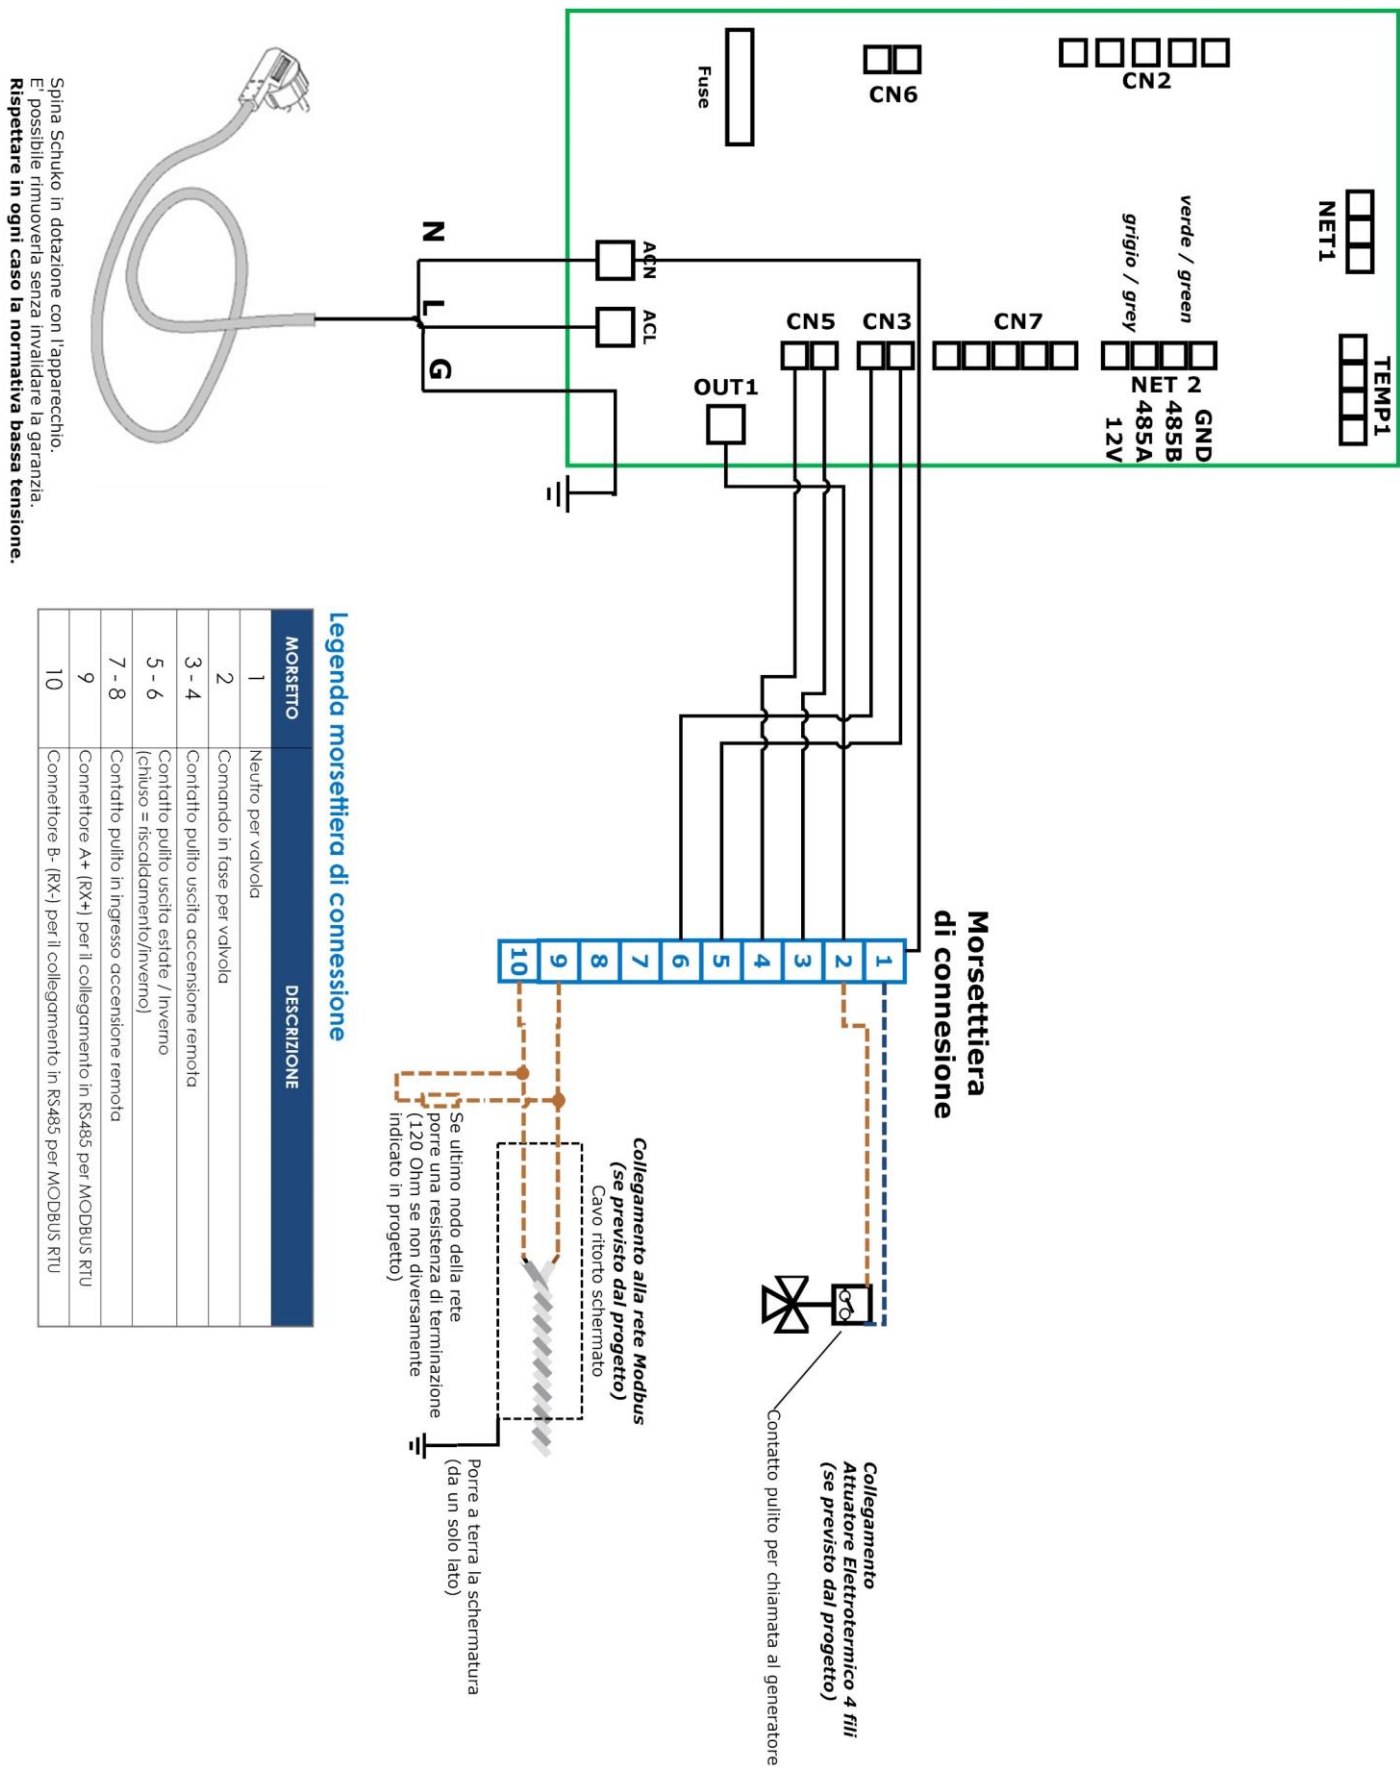 CN2
CN6
Fuse
NET1
TEMP1
verde / green
grigio / grey
NET 2
GND
485B
485A
12V
CN7
CN3
CN5
OUT1
ACN
ACL
N
L
G
Spina Schuko in dotazione con l'apparecchio.
E' possibile rimuoverla senza invalidare la garanzia.
Rispettare in ogni caso la normativa bassa tensione.
Morsetttiera
di connesione
1
2
3
4
5
6
7
8
9
10
Collegamento
Attuatore Elettrotermico 4 fili
(se previsto dal progetto)
Contatto pulito per chiamata al generatore
Collegamento alla rete Modbus
(se previsto dal progetto)
Cavo ritorto schermato
Se ultimo nodo della rete
porre una resistenza di terminazione
(120 Ohm se non diversamente
indicato in progetto)
Porre a terra la schermatura
(da un solo lato)
Legenda morsettiera di connessione
MORSETTO DESCRIZIONE
1 Neutro per valvola
2 Comando in fase per valvola
3 - 4 Contatto pulito uscita accensione remota
5 - 6 Contatto pulito uscita estate / Inverno
(chiuso = riscaldamento/inverno)
7 - 8 Contatto pulito in ingresso accensione remota
9 Connettore A+ (RX+) per il collegamento in RS485 per MODBUS RTU
10 Connettore B- (RX-) per il collegamento in RS485 per MODBUS RTU